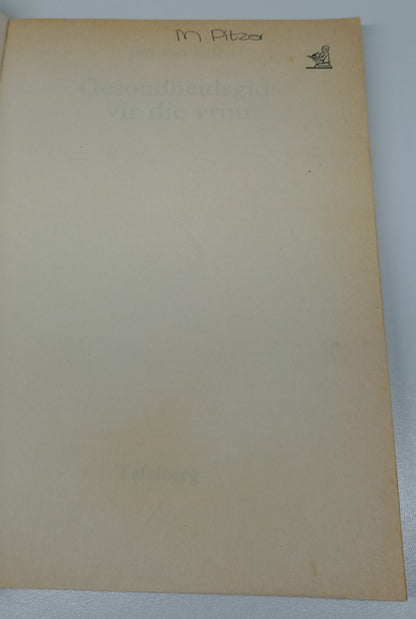 M. Pitzer
Gesondheidsgids
vir die vrou
Tafelberg